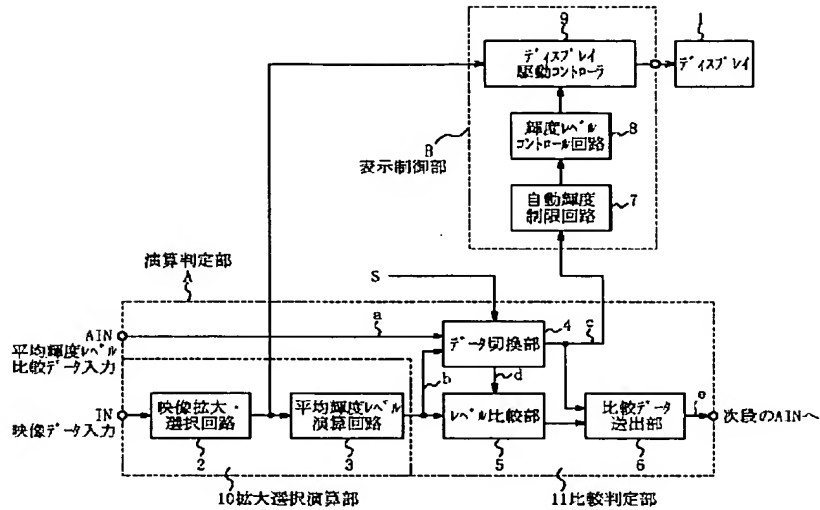 9
1
ディスプレイ
駆動コントローラ
ディスプレイ
B
表示制御部
輝度レベル
コントロール回路
8
自動輝度
制限回路
7
演算判定部
A
S
AIN
平均輝度レベル
比較データ入力
a
データ切換部
4
c
b
d
IN
映像データ入力
映像拡大・
選択回路
2
平均輝度レベル
演算回路
3
レベル比較部
5
比較データ
送出部
6
e
次段のAINへ
10拡大選択演算部
11比較判定部